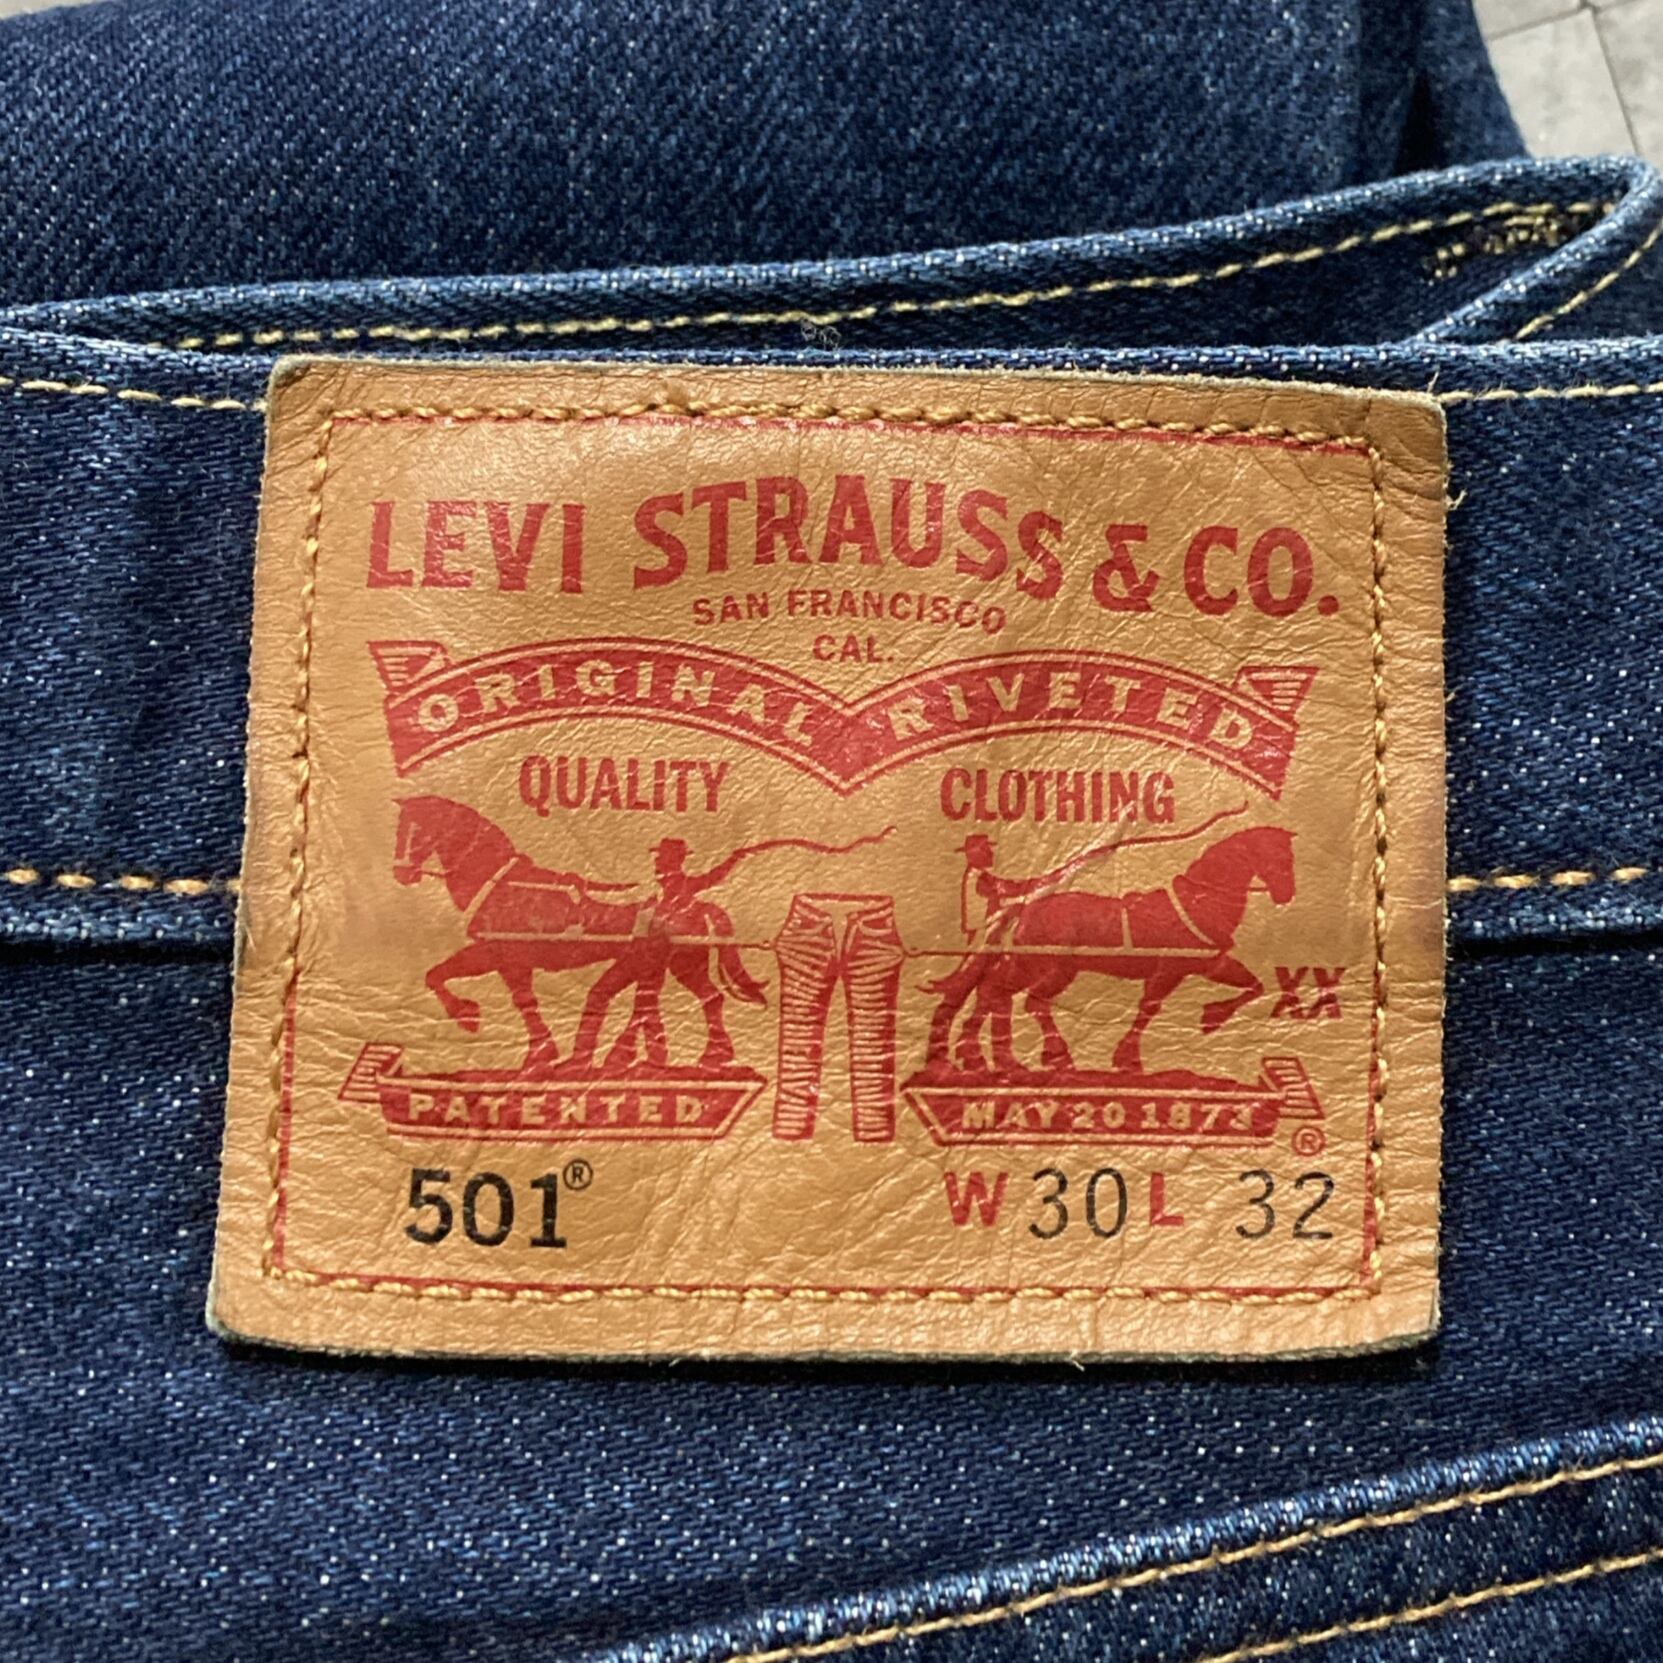 LEVI STRAUSS & CO.
SAN FRANCISCO
CAL.
ORIGINAL RIVETED
QUALITY CLOTHING
XX
PATENTED MAY 20 1873
®
501® W 30 L 32